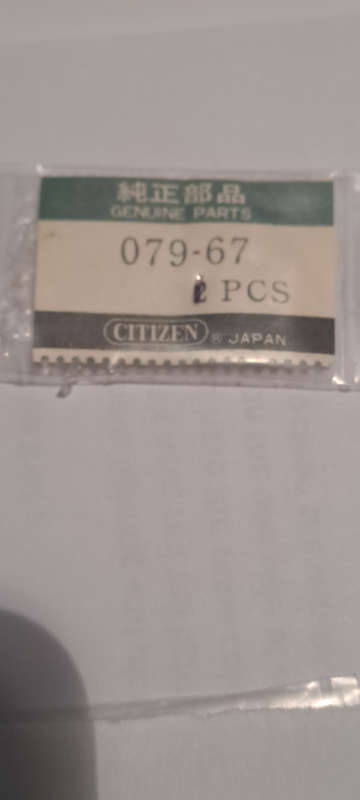 純正部品
GENUINE PARTS
079-67
PCS
CITIZEN ® JAPAN